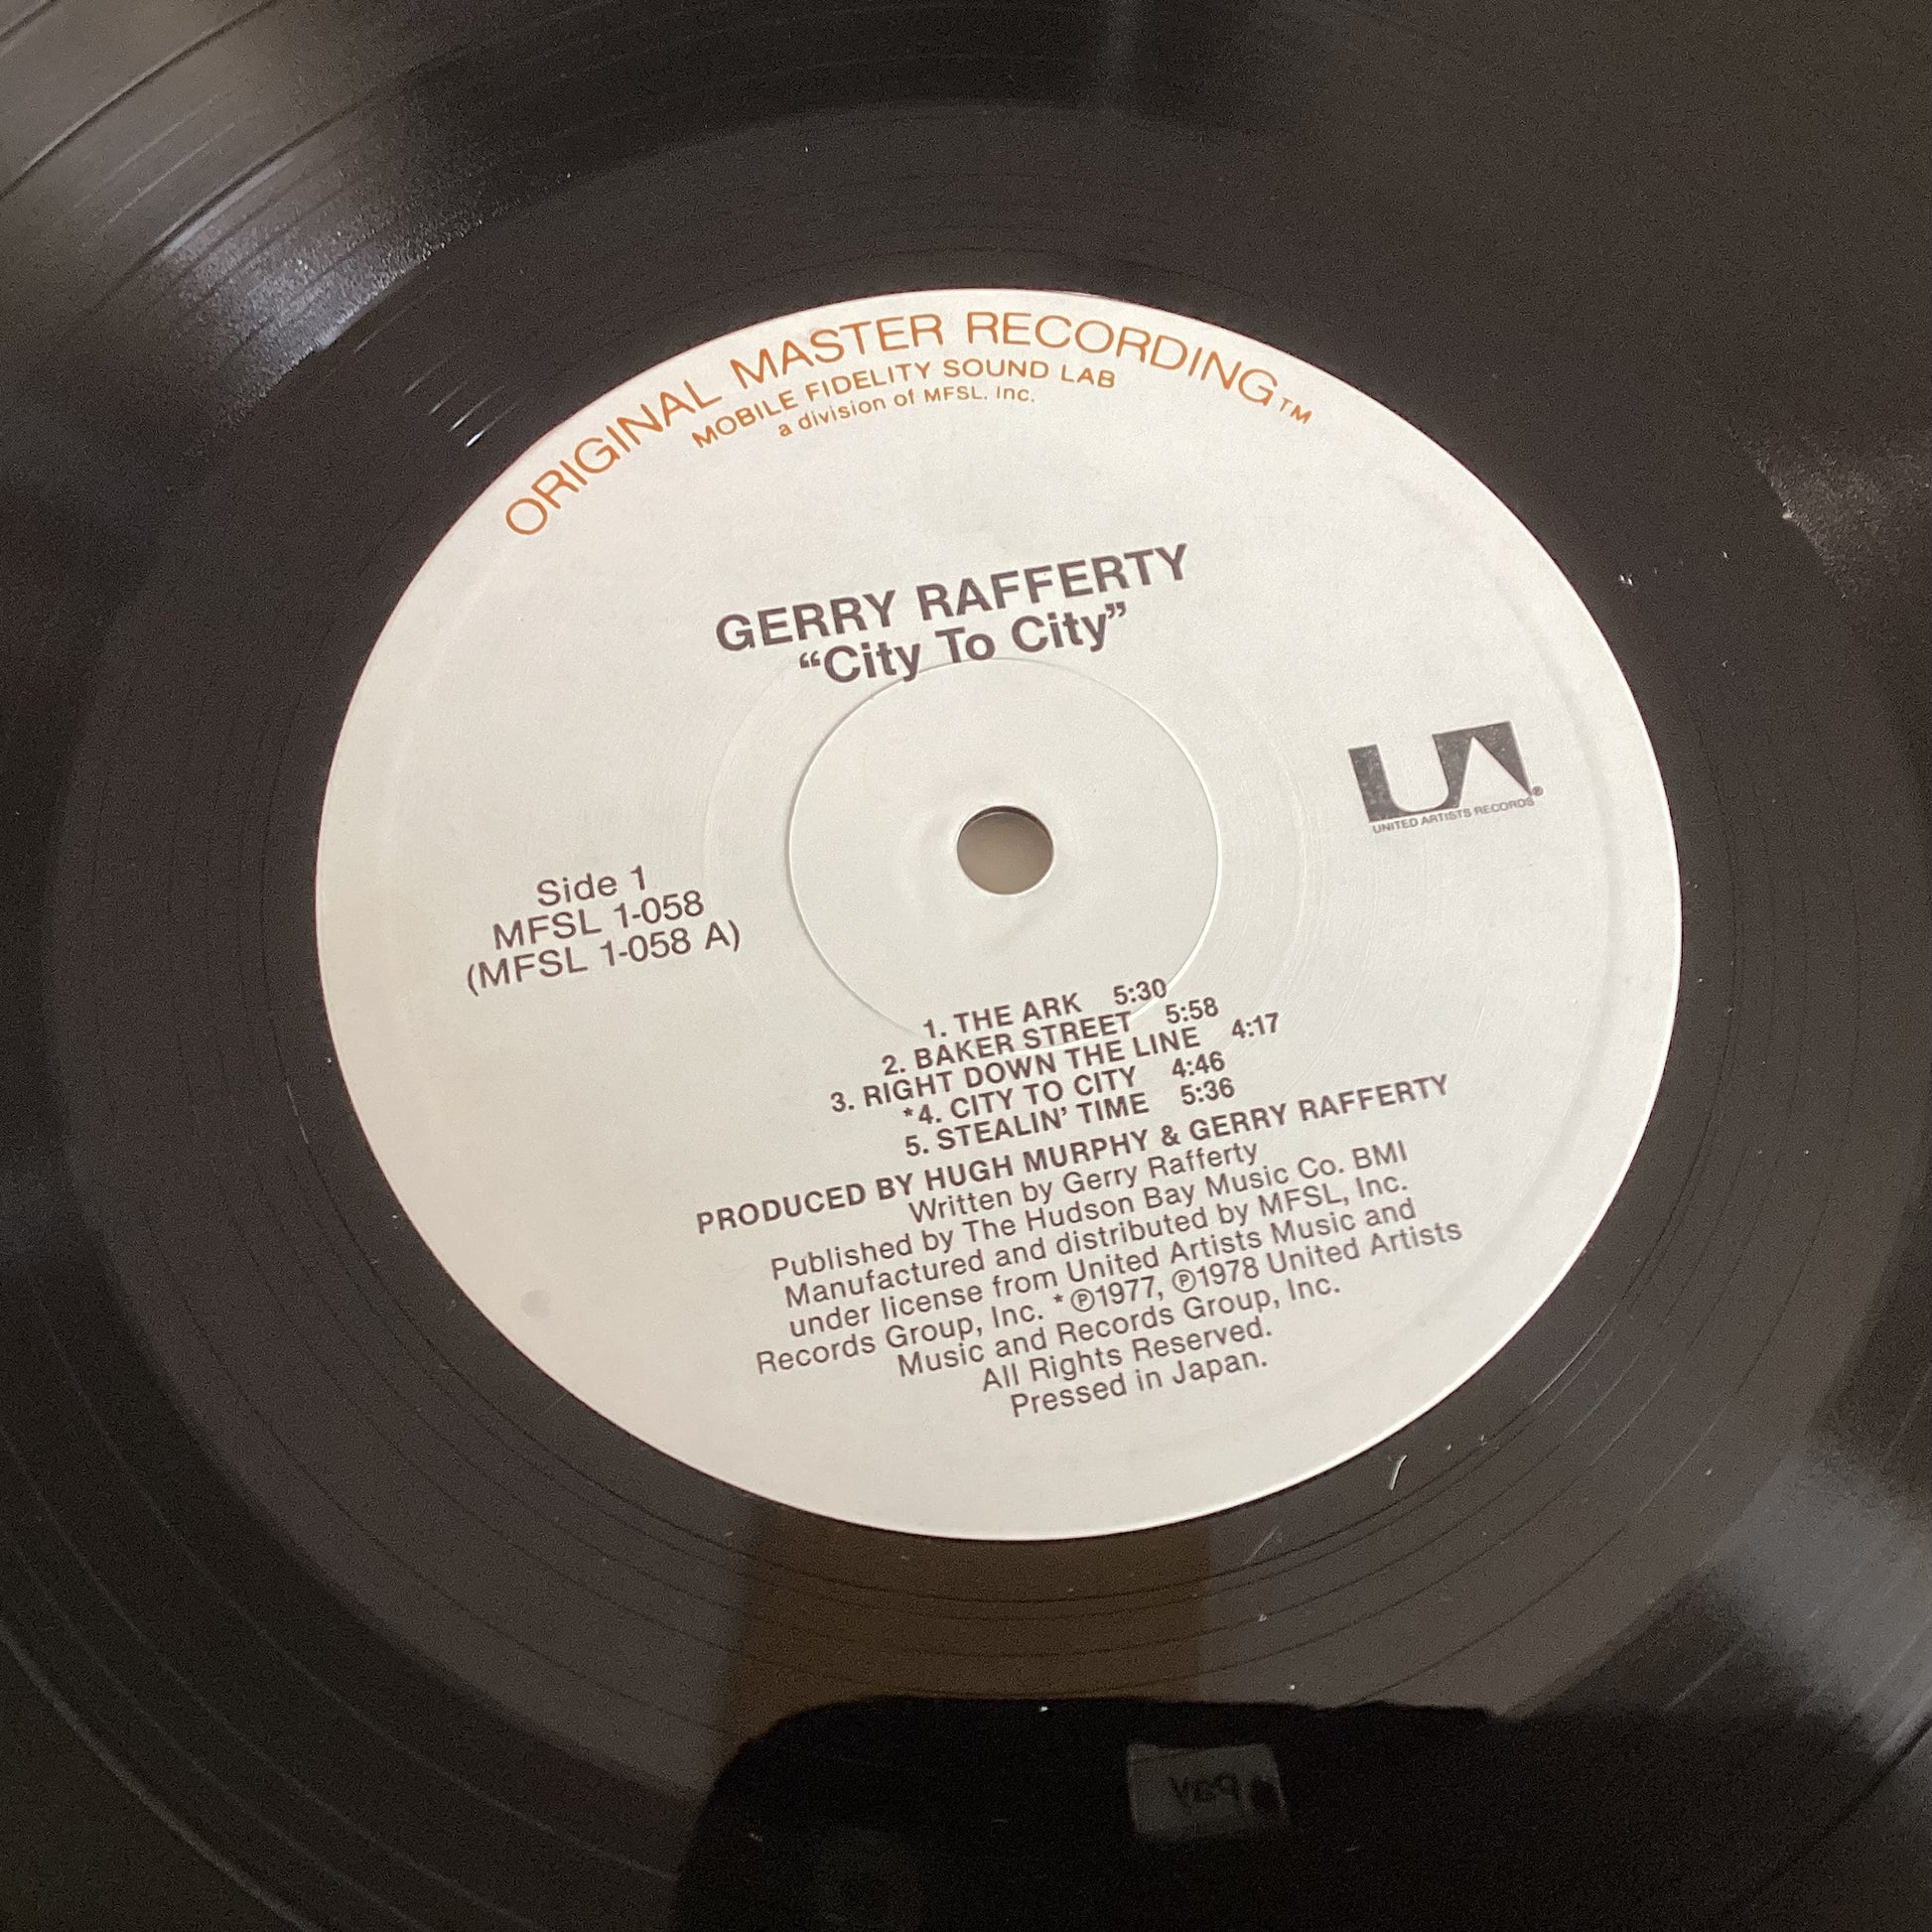 ORIGINAL MASTER RECORDING™
MOBILE FIDELITY SOUND LAB
a division of MFSL, Inc.
GERRY RAFFERTY
“City To City”
UA®
UNITED ARTISTS RECORDS
Side 1
MFSL 1-058
(MFSL 1-058 A)
1. THE ARK 5:30
2. BAKER STREET 5:58
3. RIGHT DOWN THE LINE 4:17
*4. CITY TO CITY 4:46
5. STEALIN’ TIME 5:36
PRODUCED BY HUGH MURPHY & GERRY RAFFERTY
Written by Gerry Rafferty
Published by The Hudson Bay Music Co. BMI
Manufactured and distributed by MFSL, Inc.
under license from United Artists Music and
Records Group, Inc. *℗1977, ℗1978 United Artists
Music and Records Group, Inc.
All Rights Reserved.
Pressed in Japan.
Pay